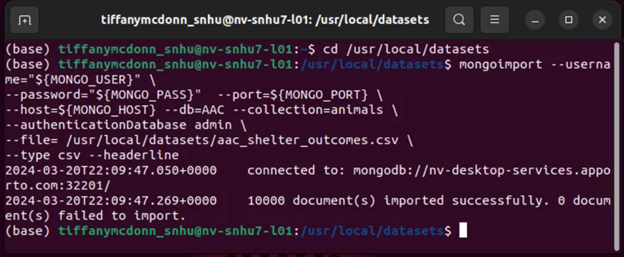 tiffanymcdonn_snhu@nv-snhu7-l01: /usr/local/datasets
(base) tiffanymcdonn_snhu@nv-snhu7-l01:~$ cd /usr/local/datasets
(base) tiffanymcdonn_snhu@nv-snhu7-l01:/usr/local/datasets$ mongoimport --userna
me="${MONGO_USER}" \
--password="${MONGO_PASS}"  --port=${MONGO_PORT} \
--host=${MONGO_HOST} --db=AAC --collection=animals \
--authenticationDatabase admin \
--file= /usr/local/datasets/aac_shelter_outcomes.csv \
--type csv --headerline
2024-03-20T22:09:47.050+0000    connected to: mongodb://nv-desktop-services.appo
rto.com:32201/
2024-03-20T22:09:47.269+0000    10000 document(s) imported successfully. 0 docum
ent(s) failed to import.
(base) tiffanymcdonn_snhu@nv-snhu7-l01:/usr/local/datasets$